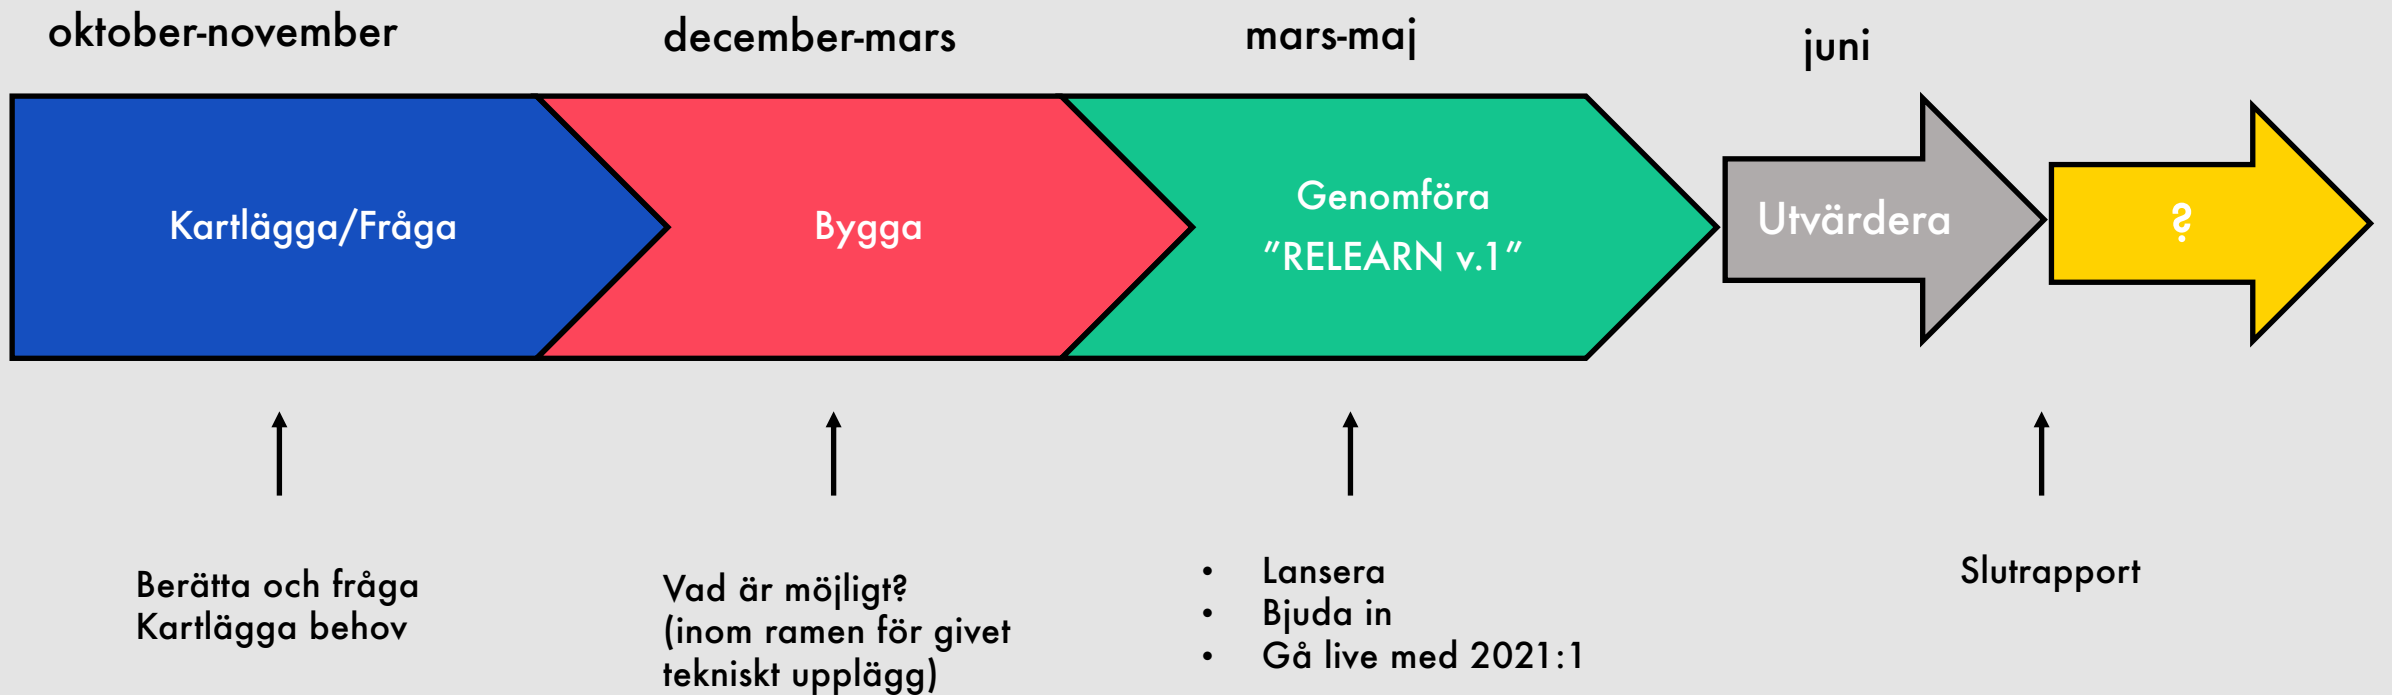 oktober-november
december-mars
mars-maj
juni
Kartlägga/Fråga
Bygga
Genomföra
”RELEARN v.1”
Utvärdera
?
Berätta och fråga
Kartlägga behov
Vad är möjligt?
(inom ramen för givet
tekniskt upplägg)
• Lansera
• Bjuda in
• Gå live med 2021:1
Slutrapport